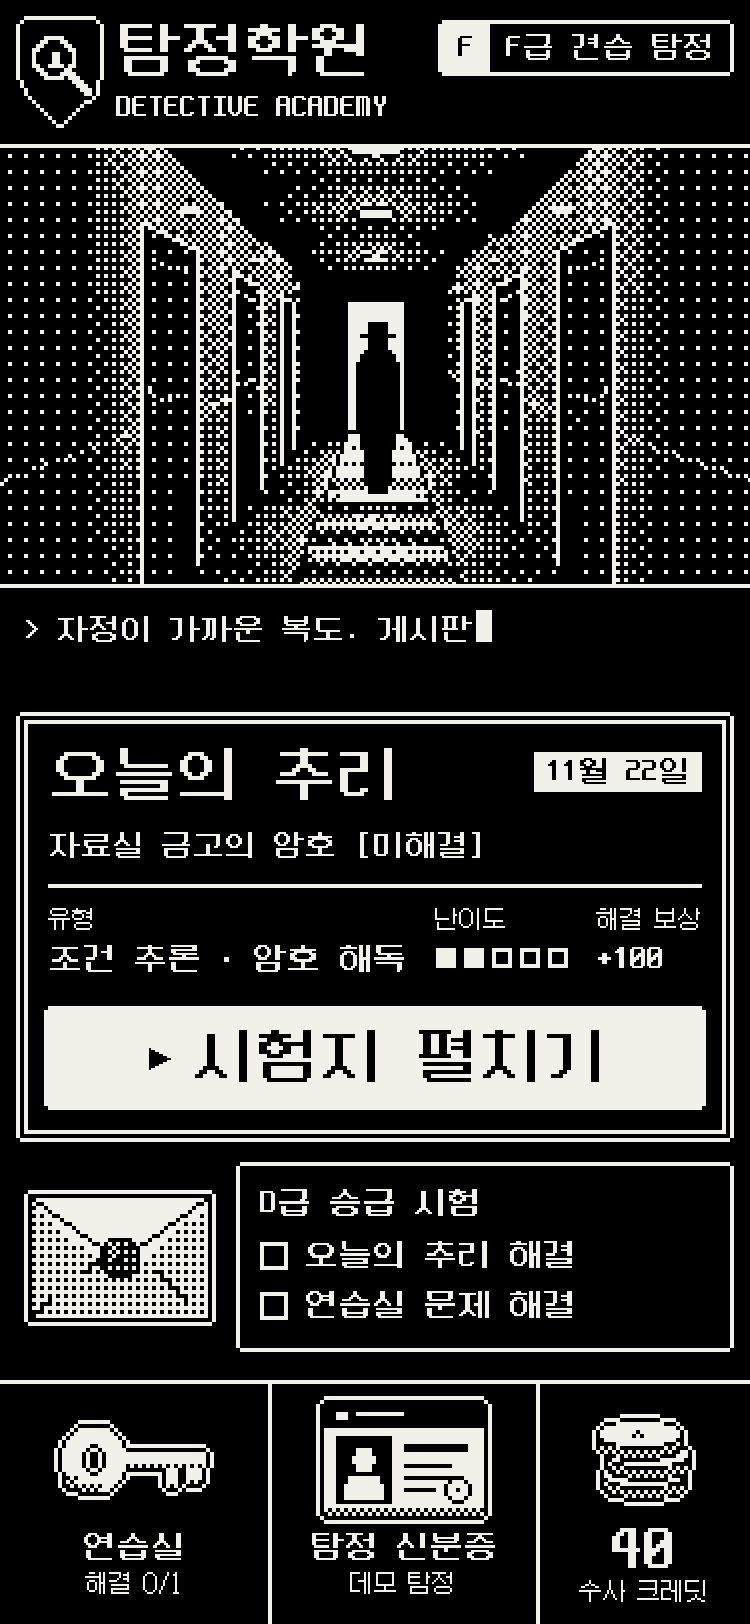 탐정학원
DETECTIVE ACADEMY
F F급 견습 탐정
> 자정이 가까운 복도. 게시판
오늘의 추리
11월 22일
자료실 금고의 암호 [미해결]
유형
조건 추론 · 암호 해독
난이도
해결 보상
+100
▶ 시험지 펼치기
D급 승급 시험
오늘의 추리 해결
연습실 문제 해결
연습실
해결 0/1
탐정 신분증
데모 탐정
40
수사 크레딧